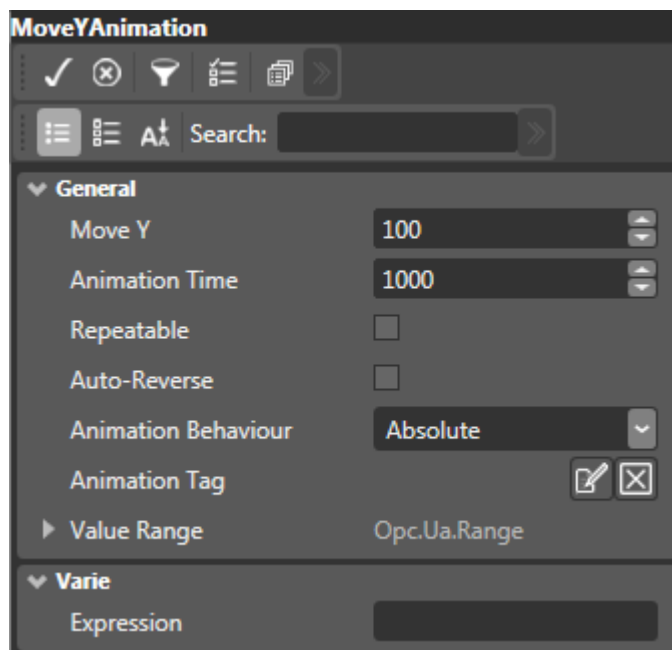 MoveYAnimation
Search:
General
Move Y 100
Animation Time 1000
Repeatable
Auto-Reverse
Animation Behaviour Absolute
Animation Tag
Value Range Opc.Ua.Range
Varie
Expression